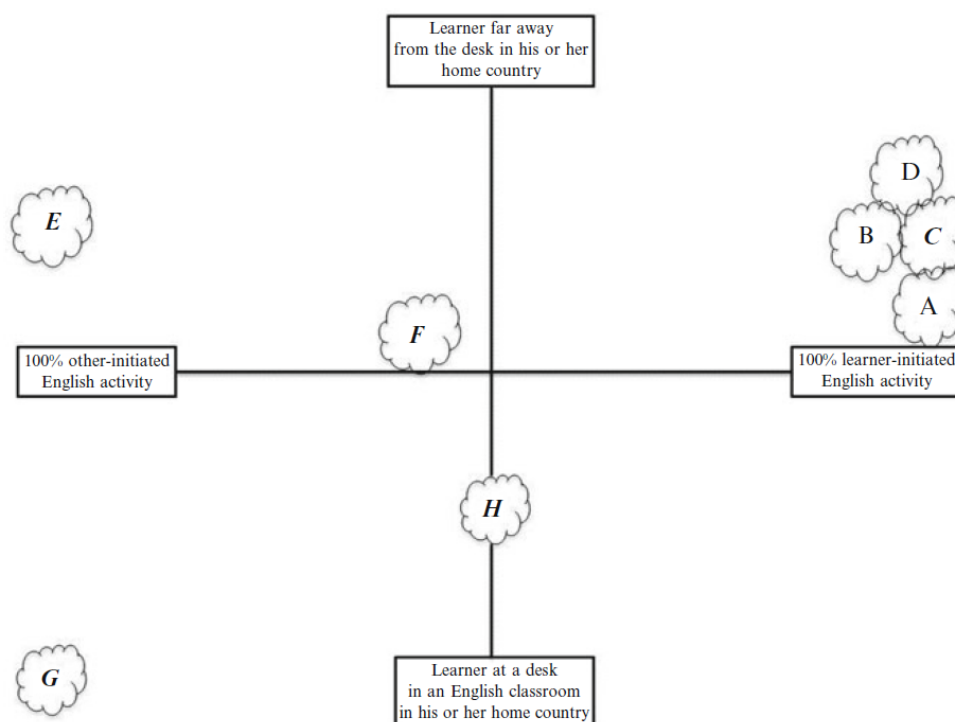 Learner far away
from the desk in his or her
home country
D
E
B
C
A
F
100% other-initiated
English activity
100% learner-initiated
English activity
H
Learner at a desk
in an English classroom
in his or her home country
G